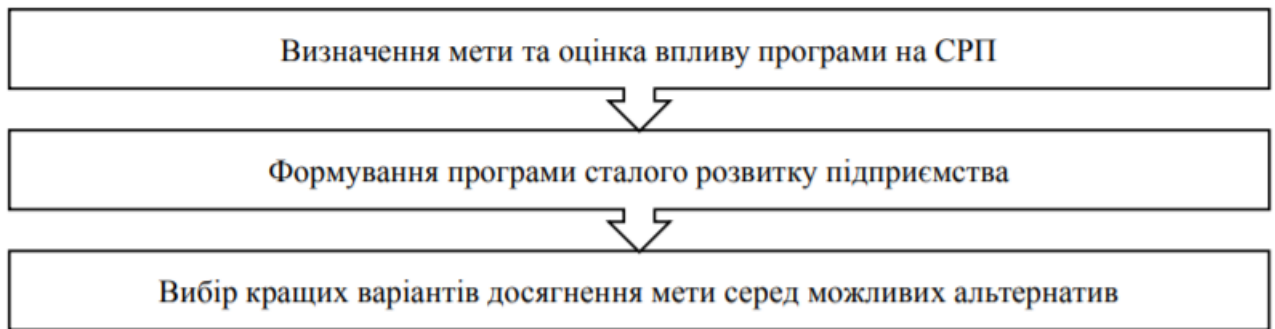 Визначення мети та оцінка впливу програми на СРП
Формування програми сталого розвитку підприємства
Вибір кращих варіантів досягнення мети серед можливих альтернатив